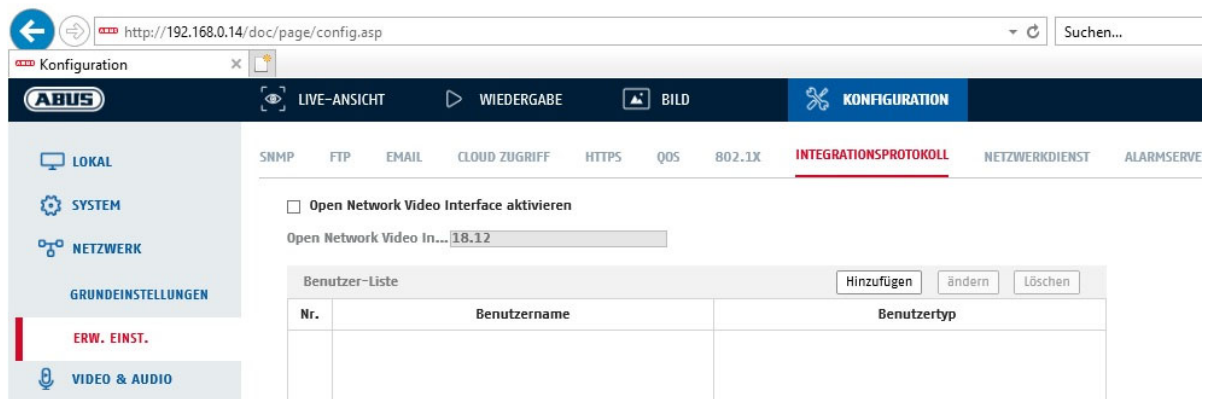 http://192.168.0.14/doc/page/config.asp Suchen...
Konfiguration
ABUS LIVE-ANSICHT WIEDERGABE BILD KONFIGURATION
LOKAL
SYSTEM
NETZWERK
GRUNDEINSTELLUNGEN
ERW. EINST.
VIDEO & AUDIO
SNMP FTP EMAIL CLOUD ZUGRIFF HTTPS QOS 802.1X INTEGRATIONSPROTOKOLL NETZWERKDIENST ALARMSERVE
Open Network Video Interface aktivieren
Open Network Video In... 18.12
Benutzer-Liste Hinzufügen ändern Löschen
Nr. Benutzername Benutzertyp